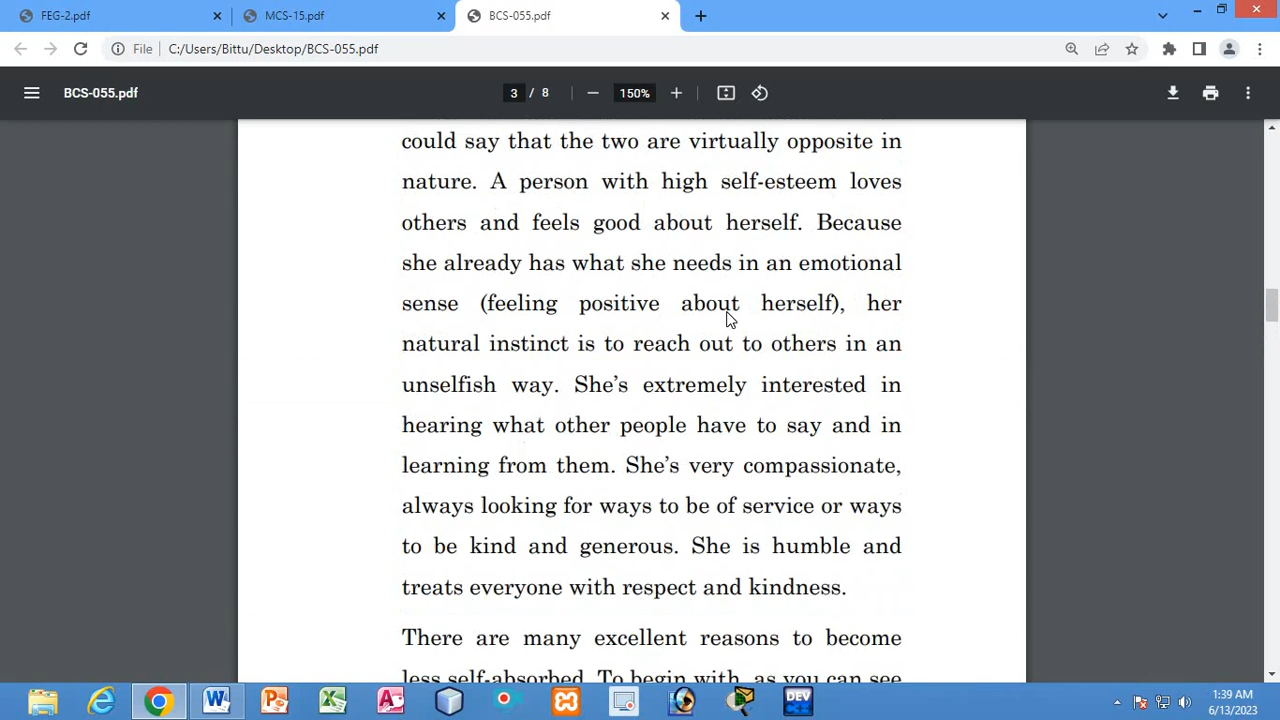 FEG-2.pdf
MCS-15.pdf
BCS-055.pdf
File
C:/Users/Bittu/Desktop/BCS-055.pdf
BCS-055.pdf
3 / 8
150%
could say that the two are virtually opposite in
nature. A person with high self-esteem loves
others and feels good about herself. Because
she already has what she needs in an emotional
sense (feeling positive about herself), her
natural instinct is to reach out to others in an
unselfish way. She's extremely interested in
hearing what other people have to say and in
learning from them. She's very compassionate,
always looking for ways to be of service or ways
to be kind and generous. She is humble and
treats everyone with respect and kindness.
There are many excellent reasons to become
less self-absorbed. To begin with, as you can see
DEV
C++
1:39 AM
6/13/2023